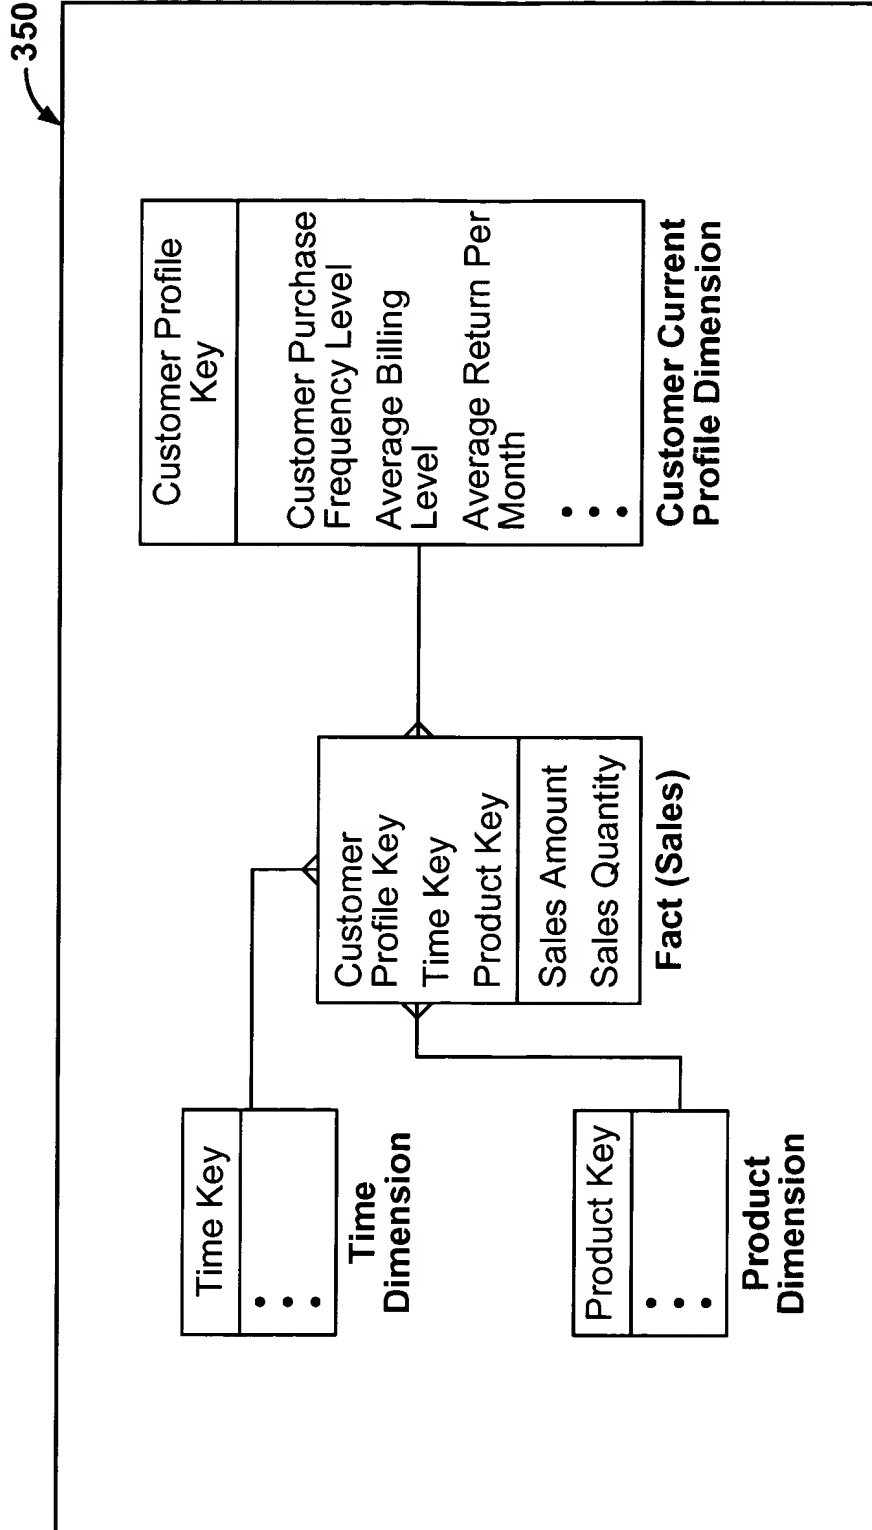 350
Time Key
Time
Dimension
Product Key
Product
Dimension
Customer
Profile Key
Time Key
Product Key
Sales Amount
Sales Quantity
Fact (Sales)
Customer Profile
Key
Customer Purchase
Frequency Level
Average Billing
Level
Average Return Per
Month
Customer Current
Profile Dimension